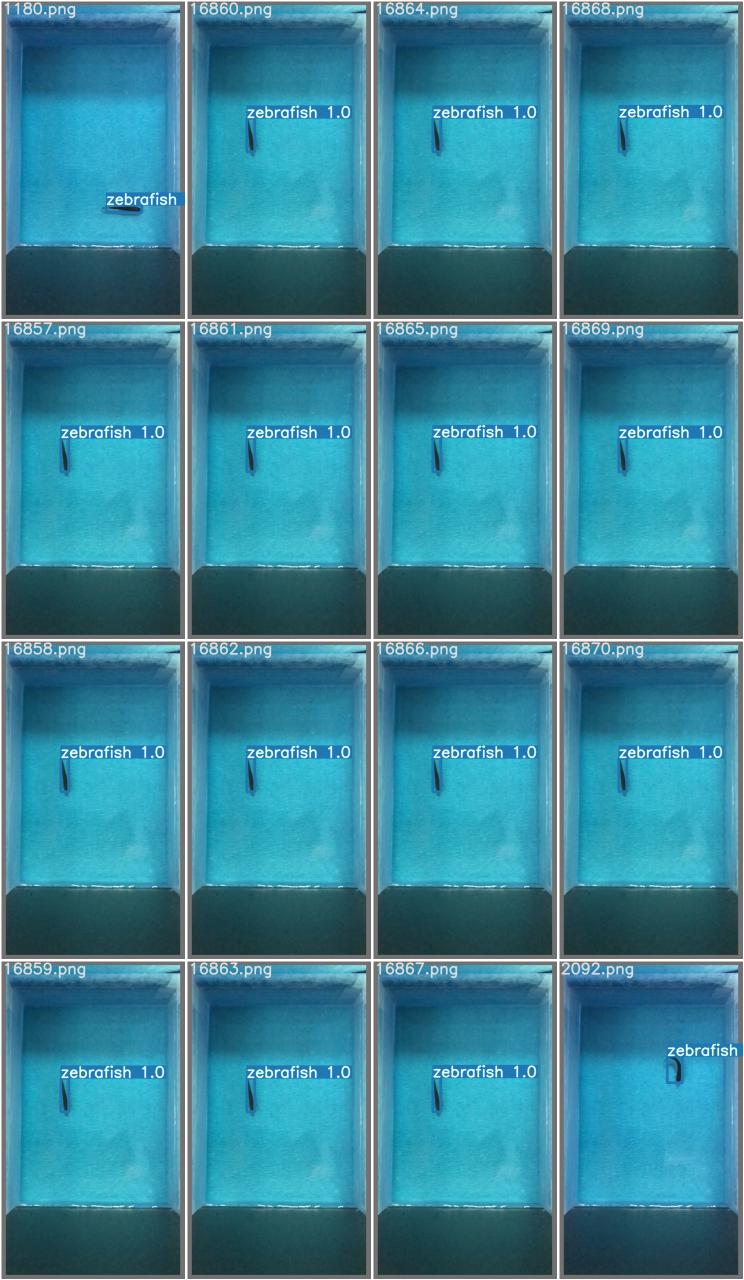 1180.png
zebrafish
16860.png
zebrafish 1.0
16864.png
zebrafish 1.0
16868.png
zebrafish 1.0
16857.png
zebrafish 1.0
16861.png
zebrafish 1.0
16865.png
zebrafish 1.0
16869.png
zebrafish 1.0
16858.png
zebrafish 1.0
16862.png
zebrafish 1.0
16866.png
zebrafish 1.0
16870.png
zebrafish 1.0
16859.png
zebrafish 1.0
16863.png
zebrafish 1.0
16867.png
zebrafish 1.0
2092.png
zebrafish